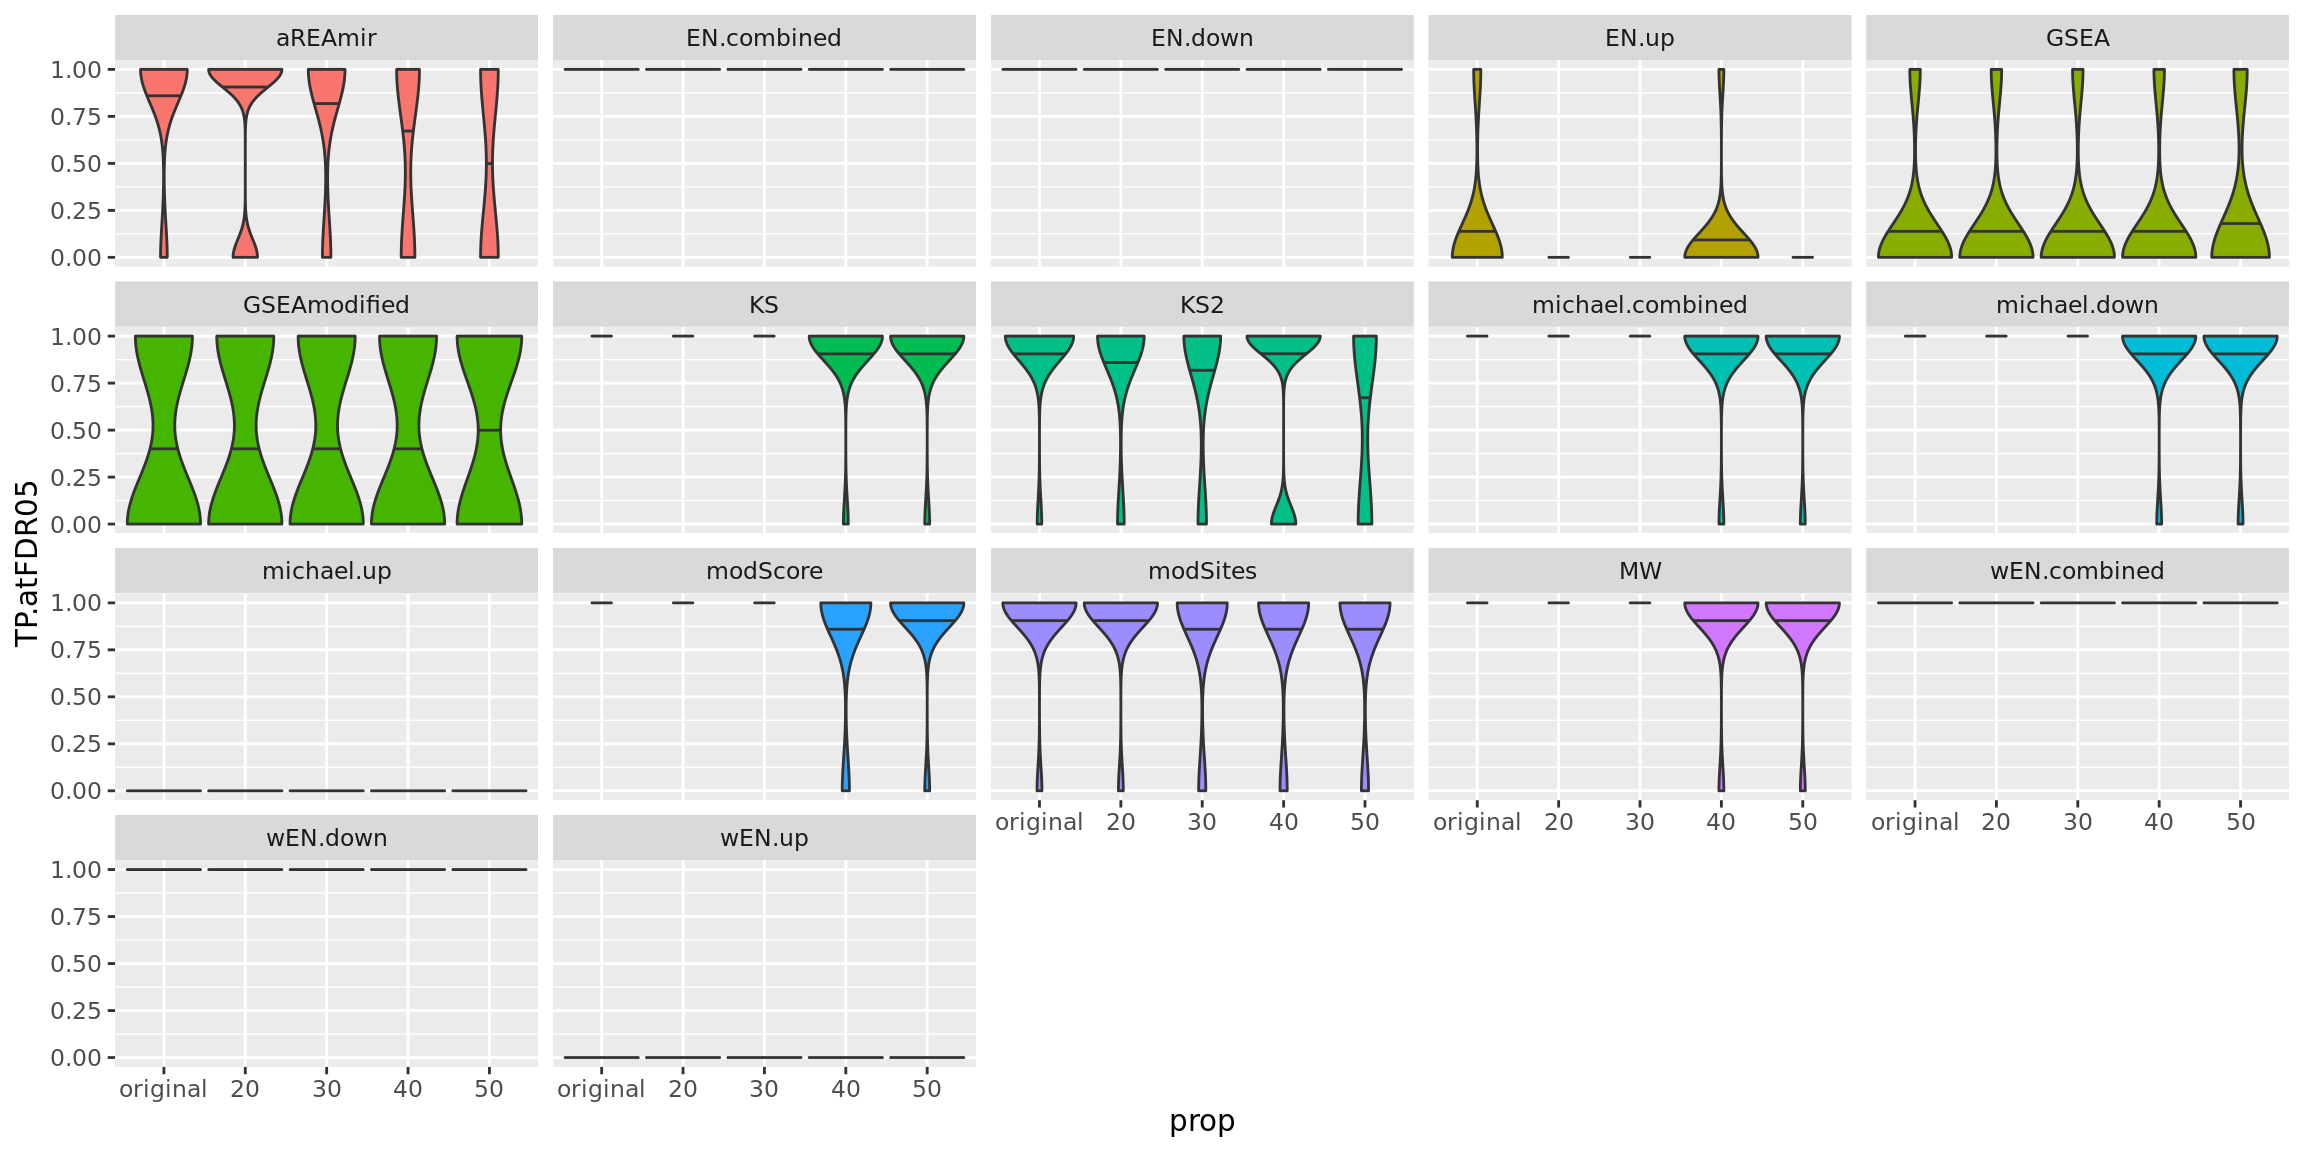 aREAmir EN.combined EN.down EN.up GSEA
1.00
0.75
0.50
0.25
0.00
GSEAmodified KS KS2 michael.combined michael.down
1.00
0.75
0.50
0.25
0.00
TP.atFDR05
michael.up modScore modSites MW wEN.combined
1.00
0.75
0.50
0.25
0.00
original 20 30 40 50 original 20 30 40 50 original 20 30 40 50
wEN.down wEN.up
1.00
0.75
0.50
0.25
0.00
original 20 30 40 50 original 20 30 40 50
prop